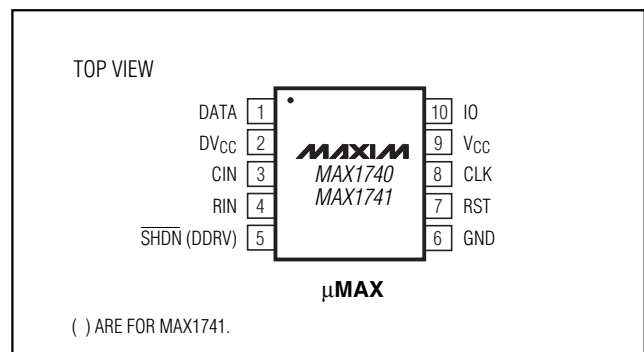 TOP VIEW
DATA 1
DVCC 2
CIN 3
RIN 4
SHDN (DDRV) 5
MAXIM
MAX1740
MAX1741
10 IO
9 VCC
8 CLK
7 RST
6 GND
µMAX
( ) ARE FOR MAX1741.